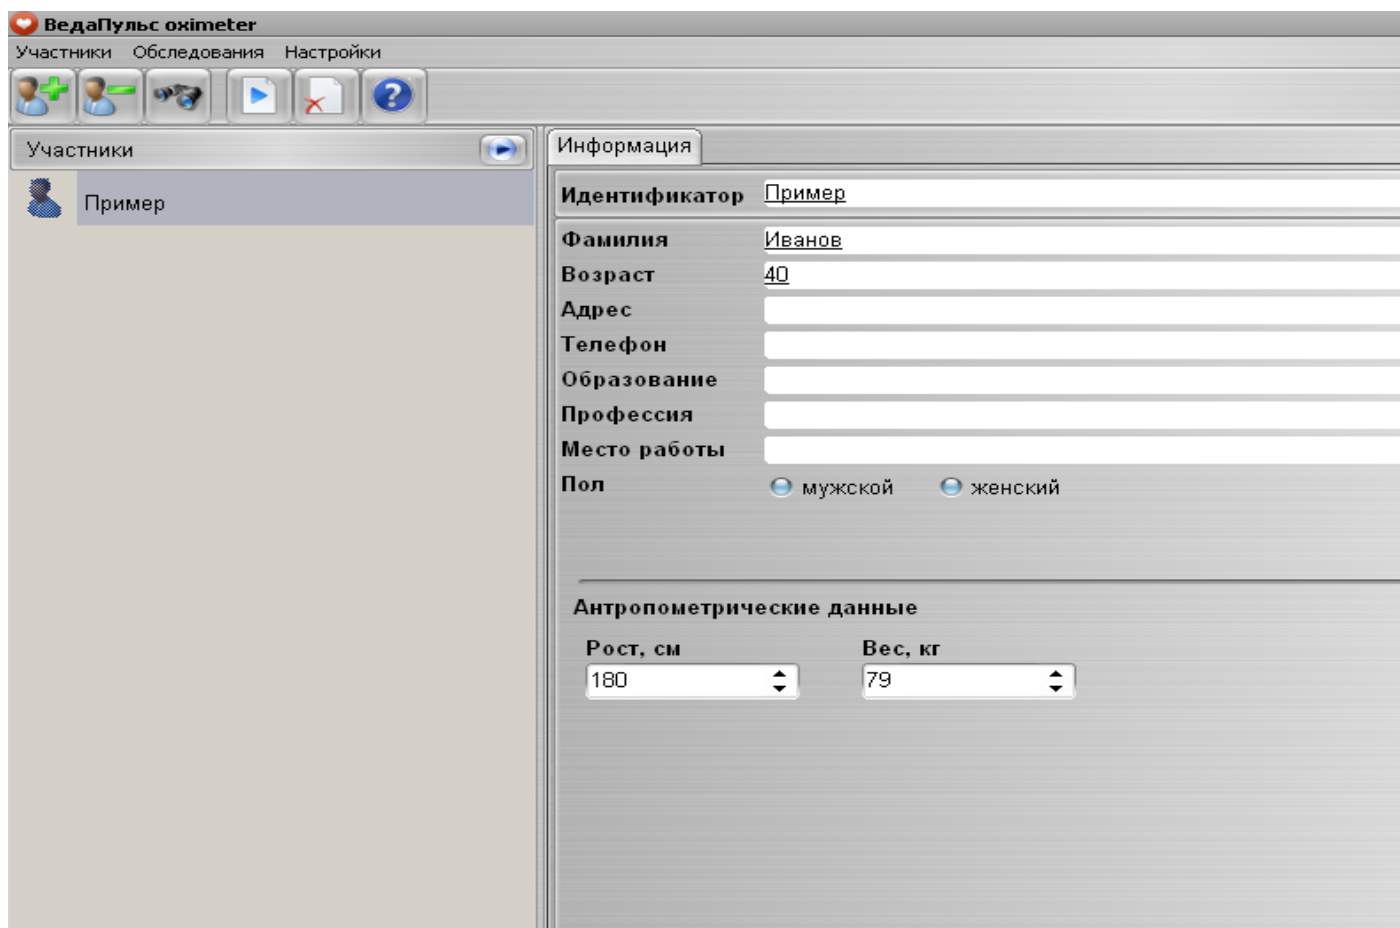 ВедаПульс oximeter
Участники Обследования Настройки
Участники
Пример
Информация
Идентификатор Пример
Фамилия Иванов
Возраст 40
Адрес
Телефон
Образование
Профессия
Место работы
Пол мужской женский
Антропометрические данные
Рост, см Вес, кг
180 79